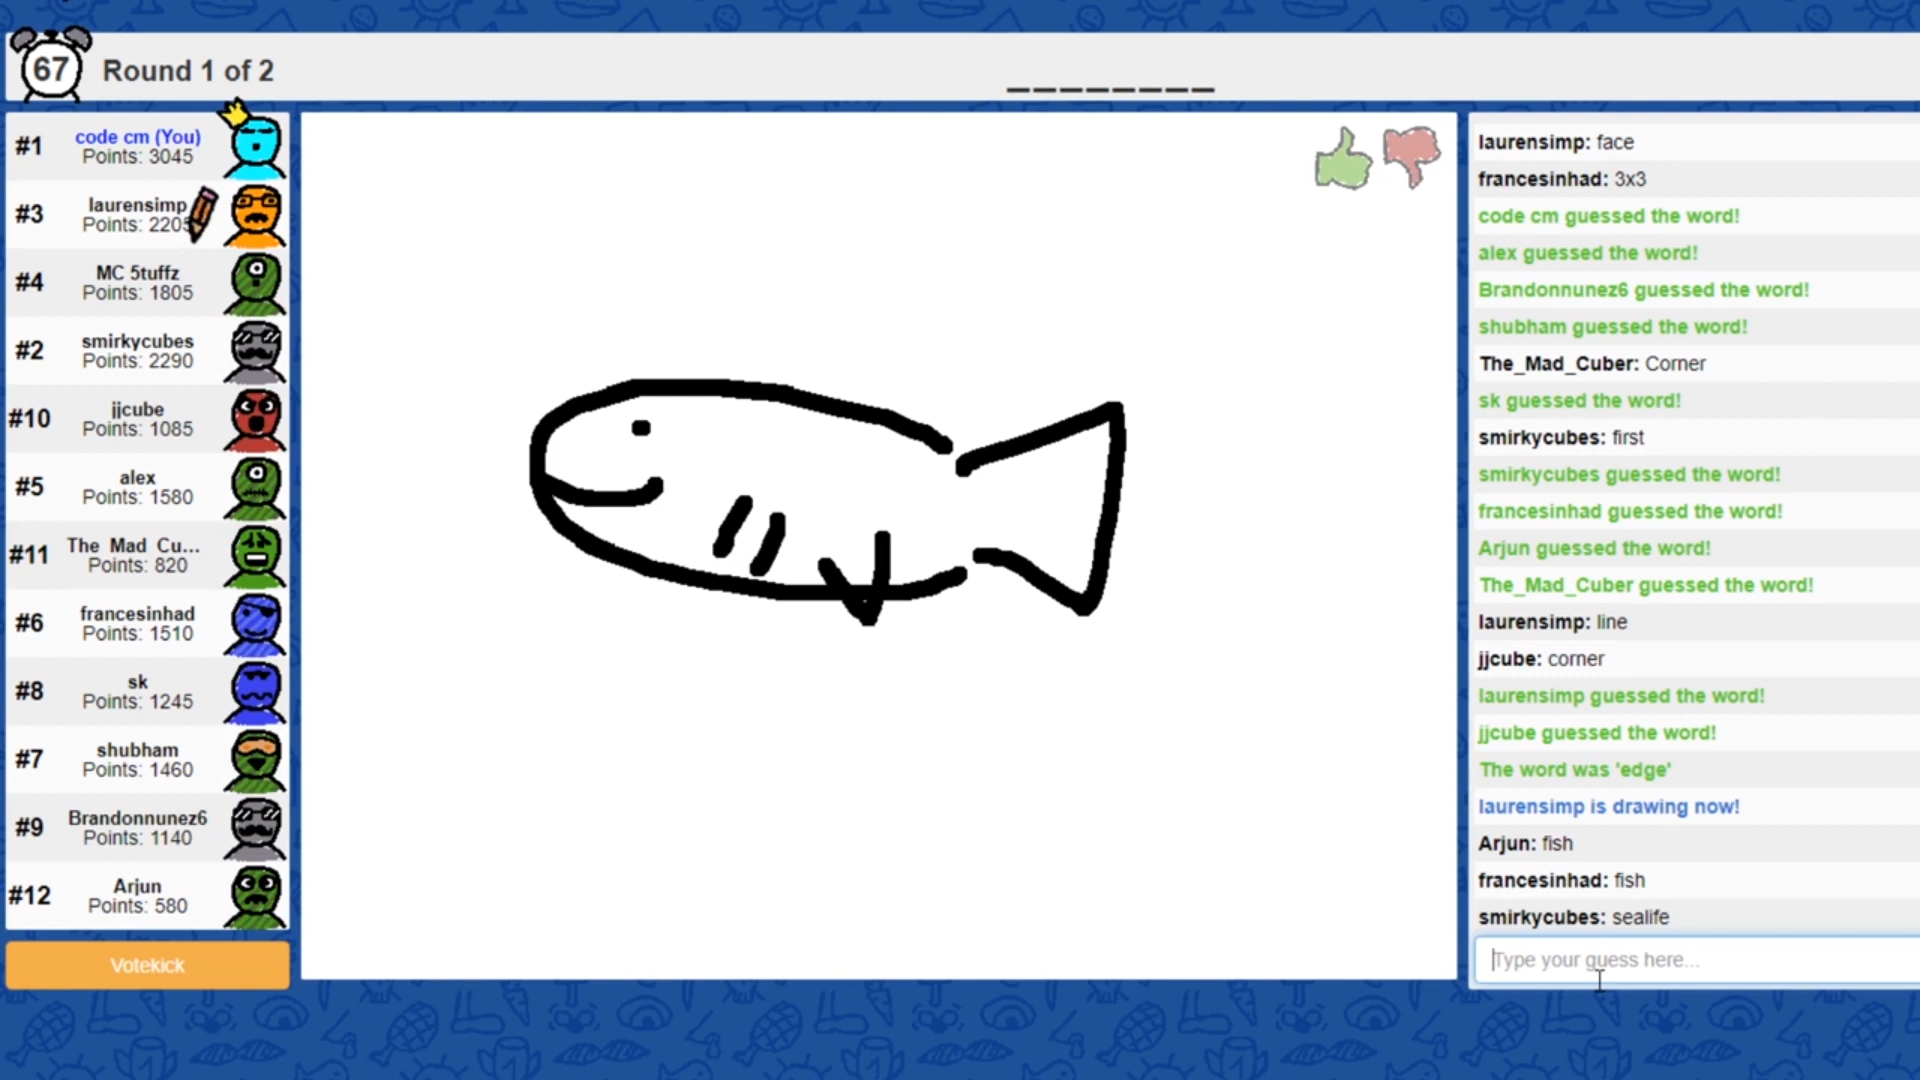 67
Round 1 of 2
________
#1
code cm (You)
Points: 3045
#3
laurensimp
Points: 2205
#4
MC 5tuffz
Points: 1805
#2
smirkycubes
Points: 2290
#10
jjcube
Points: 1085
#5
alex
Points: 1580
#11
The Mad Cu...
Points: 820
#6
francesinhad
Points: 1510
#8
sk
Points: 1245
#7
shubham
Points: 1460
#9
Brandonnunez6
Points: 1140
#12
Arjun
Points: 580
Votekick
laurensimp: face
francesinhad: 3x3
code cm guessed the word!
alex guessed the word!
Brandonnunez6 guessed the word!
shubham guessed the word!
The_Mad_Cuber: Corner
sk guessed the word!
smirkycubes: first
smirkycubes guessed the word!
francesinhad guessed the word!
Arjun guessed the word!
The_Mad_Cuber guessed the word!
laurensimp: line
jjcube: corner
laurensimp guessed the word!
jjcube guessed the word!
The word was 'edge'
laurensimp is drawing now!
Arjun: fish
francesinhad: fish
smirkycubes: sealife
Type your guess here...